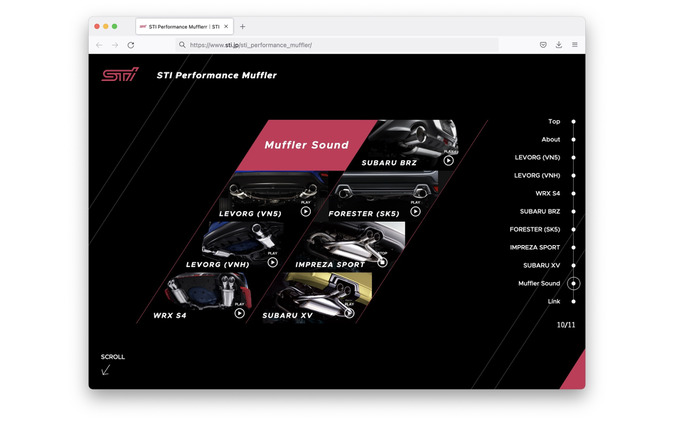 STI Performance Muffler | STI
https://www.sti.jp/sti_performance_muffler/
STI
STI Performance Muffler
Muffler Sound
SUBARU BRZ
PLAY
LEVORG (VN5)
PLAY
FORESTER (SK5)
PLAY
LEVORG (VNH)
PLAY
IMPREZA SPORT
STOP
WRX S4
PLAY
SUBARU XV
PLAY
Top
About
LEVORG (VN5)
LEVORG (VNH)
WRX S4
SUBARU BRZ
FORESTER (SK5)
IMPREZA SPORT
SUBARU XV
Muffler Sound
Link
10/11
SCROLL